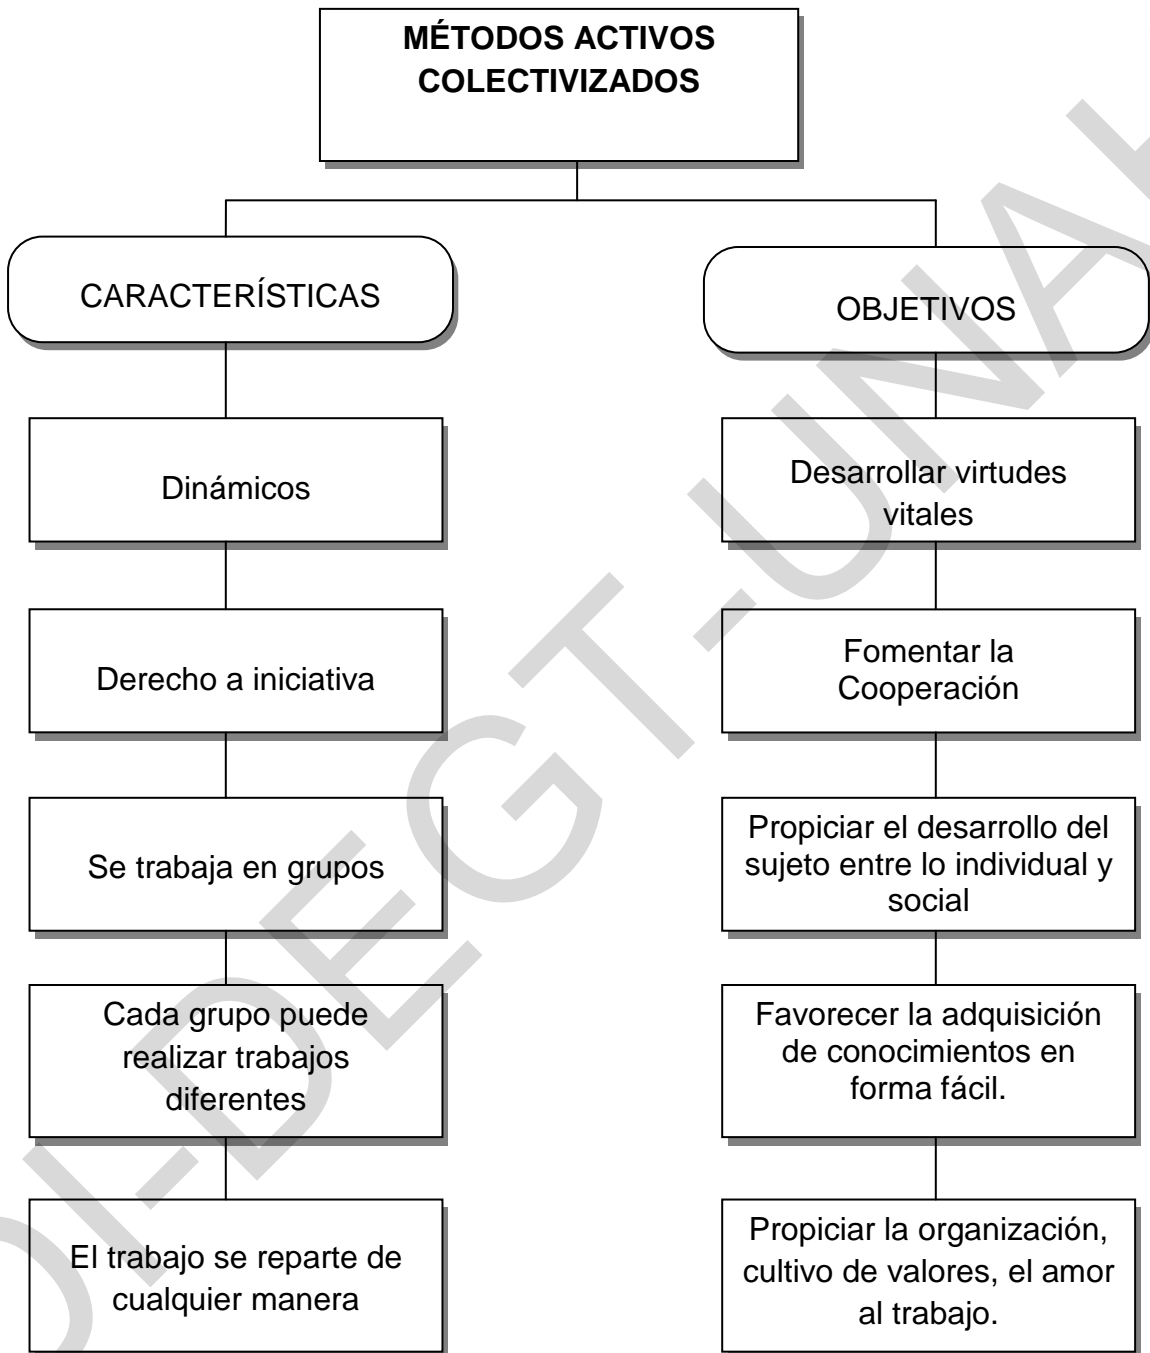 MÉTODOS ACTIVOS
COLECTIVIZADOS
CARACTERÍSTICAS
Dinámicos
Derecho a iniciativa
Se trabaja en grupos
Cada grupo puede
realizar trabajos
diferentes
El trabajo se reparte de
cualquier manera
OBJETIVOS
Desarrollar virtudes
vitales
Fomentar la
Cooperación
Propiciar el desarrollo del
sujeto entre lo individual y
social
Favorecer la adquisición
de conocimientos en
forma fácil.
Propiciar la organización,
cultivo de valores, el amor
al trabajo.
DI-DEGT-UNAH